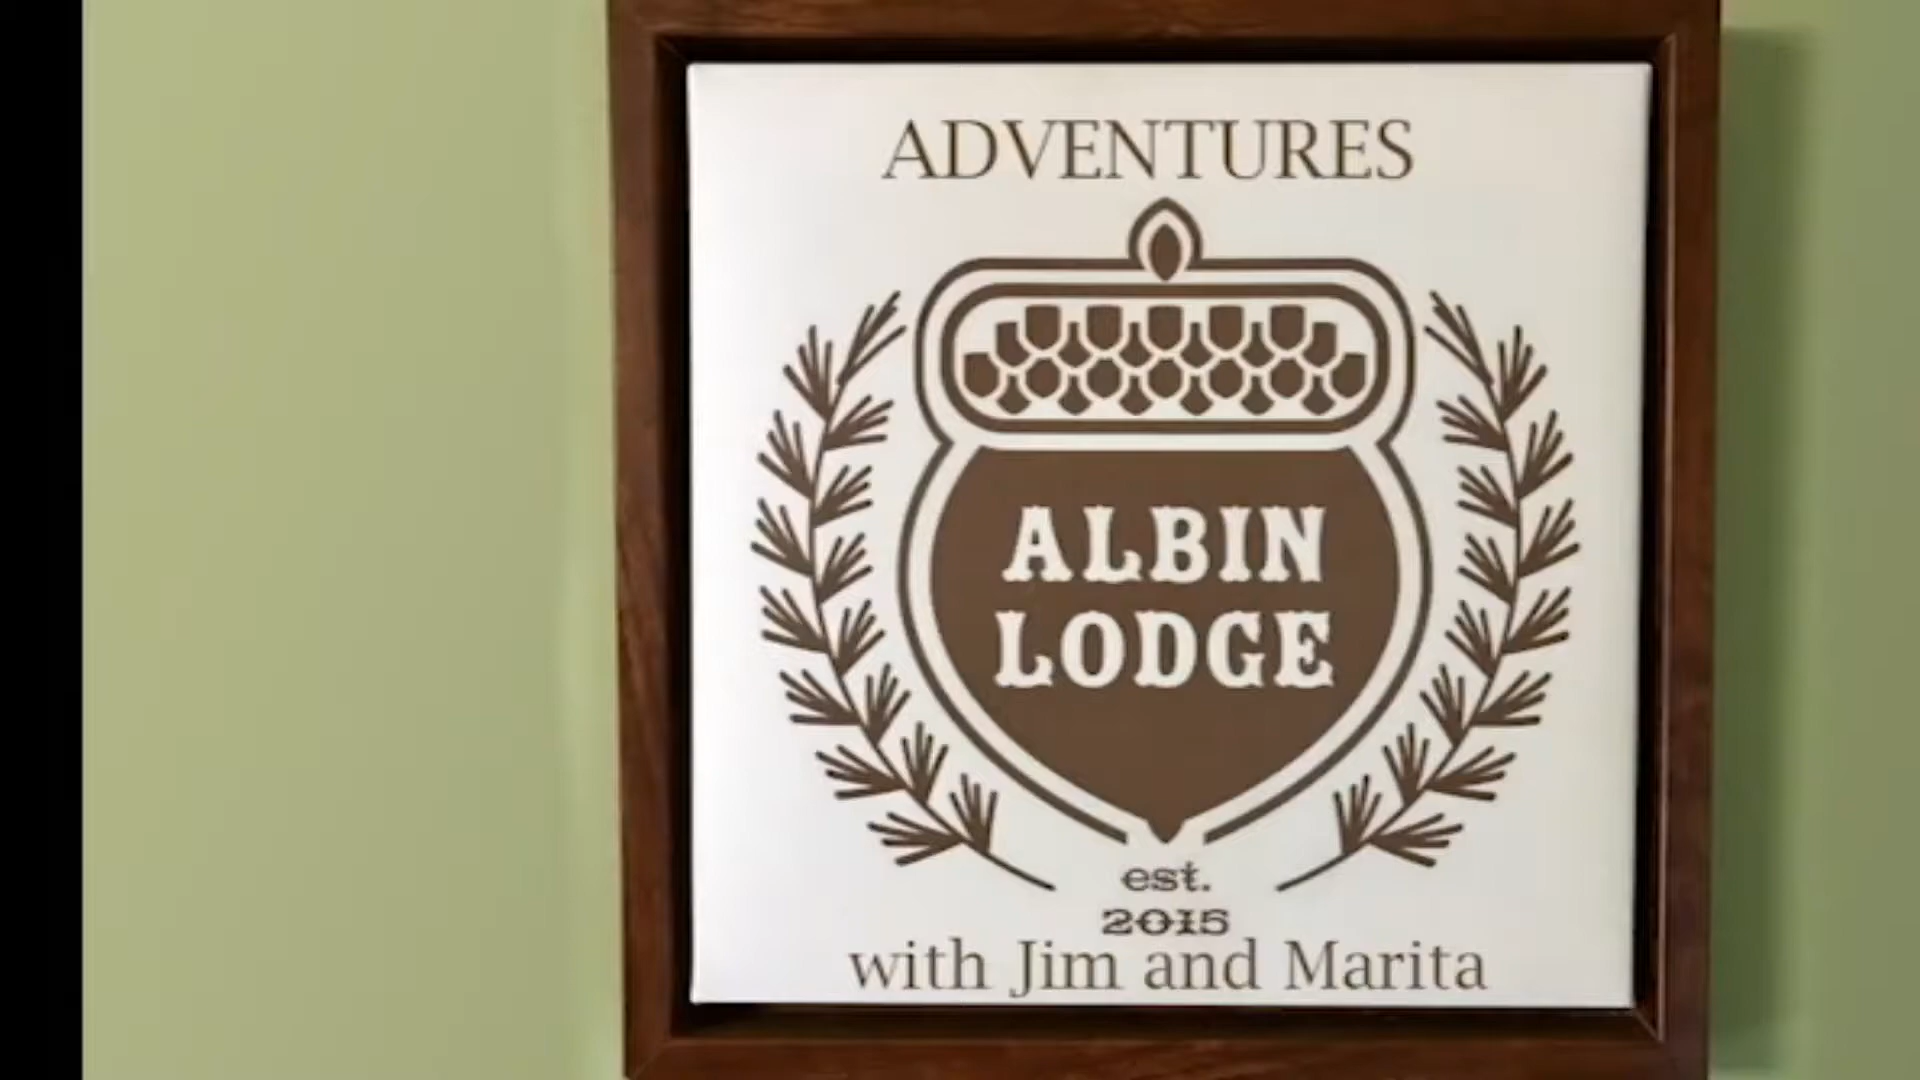 ADVENTURES
ALBIN
LODGE
est.
2015
with Jim and Marita